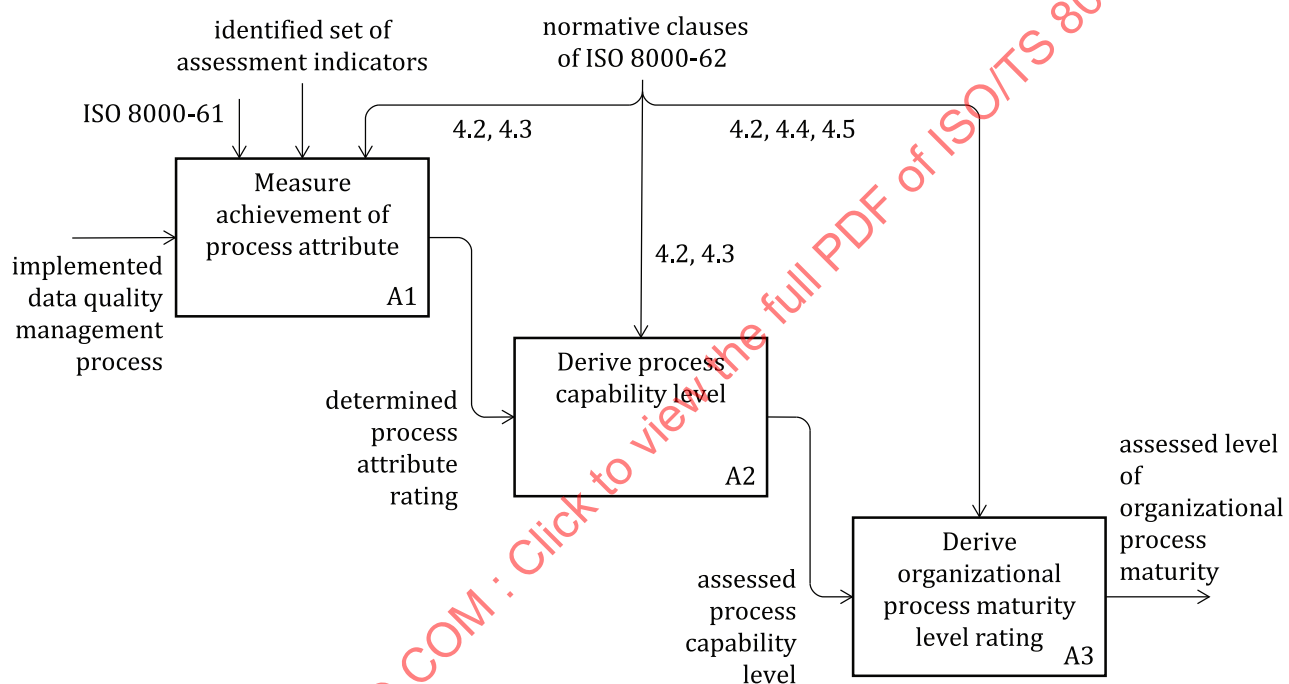 identified set of
assessment indicators
normative clauses
of ISO 8000-62
ISO 8000-61
4.2, 4.3
4.2, 4.4, 4.5
Measure
achievement of
process attribute
A1
implemented
data quality
management
process
4.2, 4.3
Derive process
capability level
A2
determined
process
attribute
rating
assessed level
of
organizational
process
maturity
Derive
organizational
process maturity
level rating
A3
assessed
process
capability
level
COM : Click to view the full PDF of ISO/TS 80